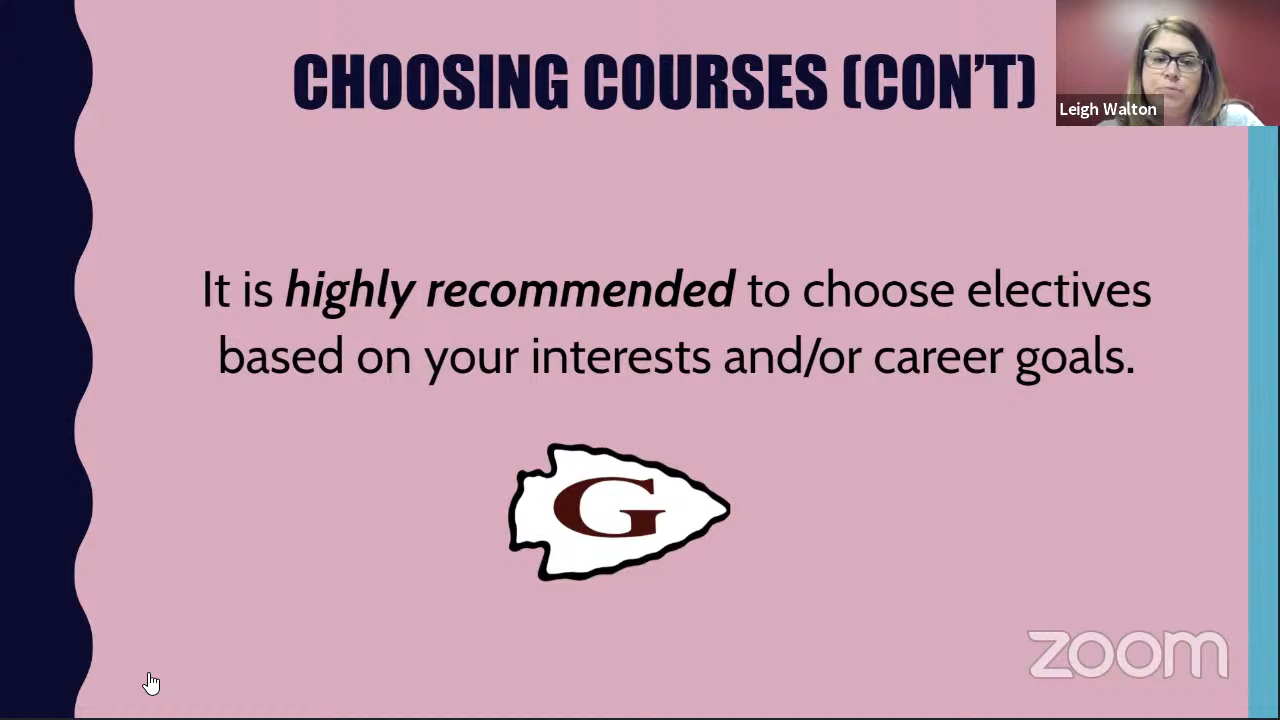 CHOOSING COURSES (CON'T)
Leigh Walton
It is highly recommended to choose electives
based on your interests and/or career goals.
G
zoom